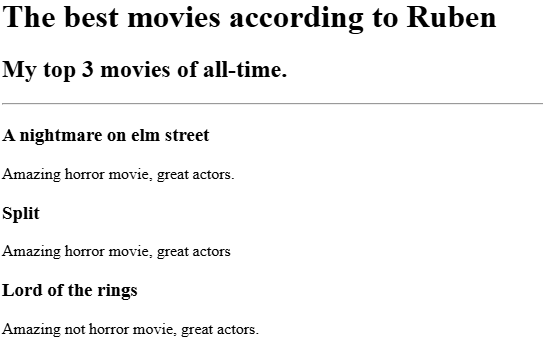 The best movies according to Ruben
My top 3 movies of all-time.
A nightmare on elm street
Amazing horror movie, great actors.
Split
Amazing horror movie, great actors
Lord of the rings
Amazing not horror movie, great actors.